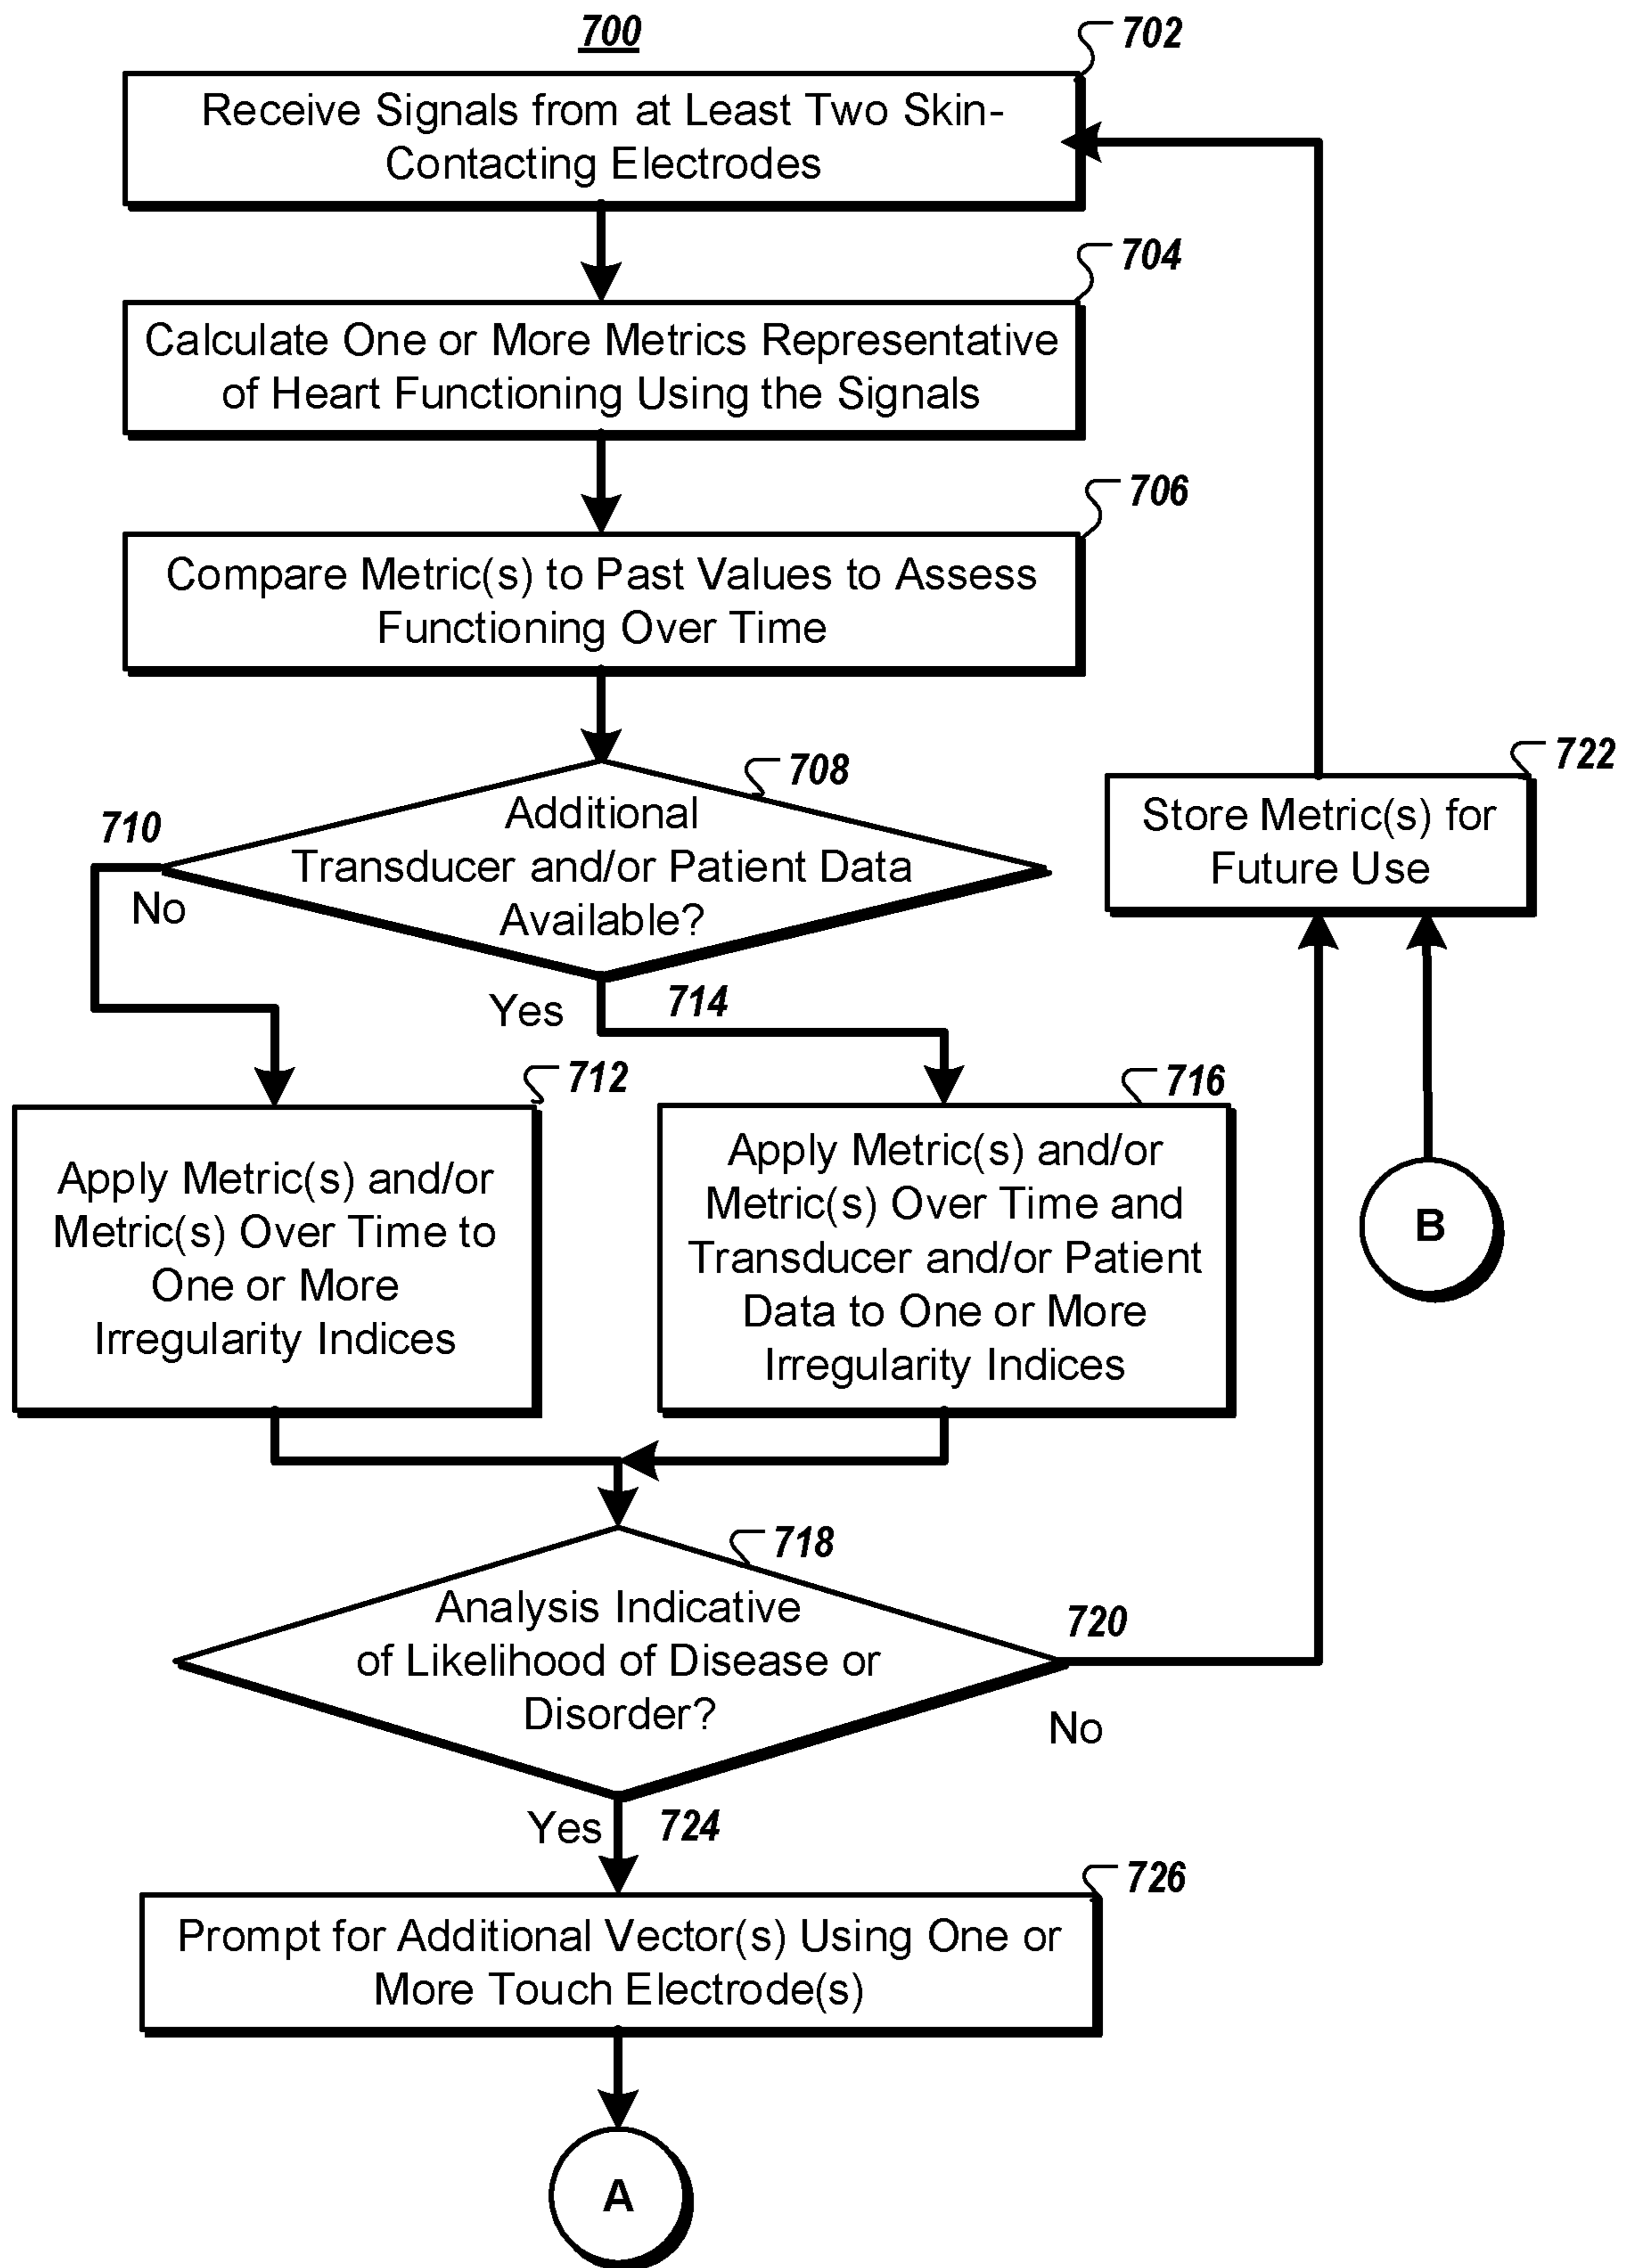 700
702
Receive Signals from at Least Two Skin-
Contacting Electrodes
704
Calculate One or More Metrics Representative
of Heart Functioning Using the Signals
706
Compare Metric(s) to Past Values to Assess
Functioning Over Time
708
Additional
Transducer and/or Patient Data
Available?
710
No
Yes
714
722
Store Metric(s) for
Future Use
712
Apply Metric(s) and/or
Metric(s) Over Time to
One or More
Irregularity Indices
716
Apply Metric(s) and/or
Metric(s) Over Time and
Transducer and/or Patient
Data to One or More
Irregularity Indices
B
718
Analysis Indicative
of Likelihood of Disease or
Disorder?
720
No
Yes
724
726
Prompt for Additional Vector(s) Using One or
More Touch Electrode(s)
A